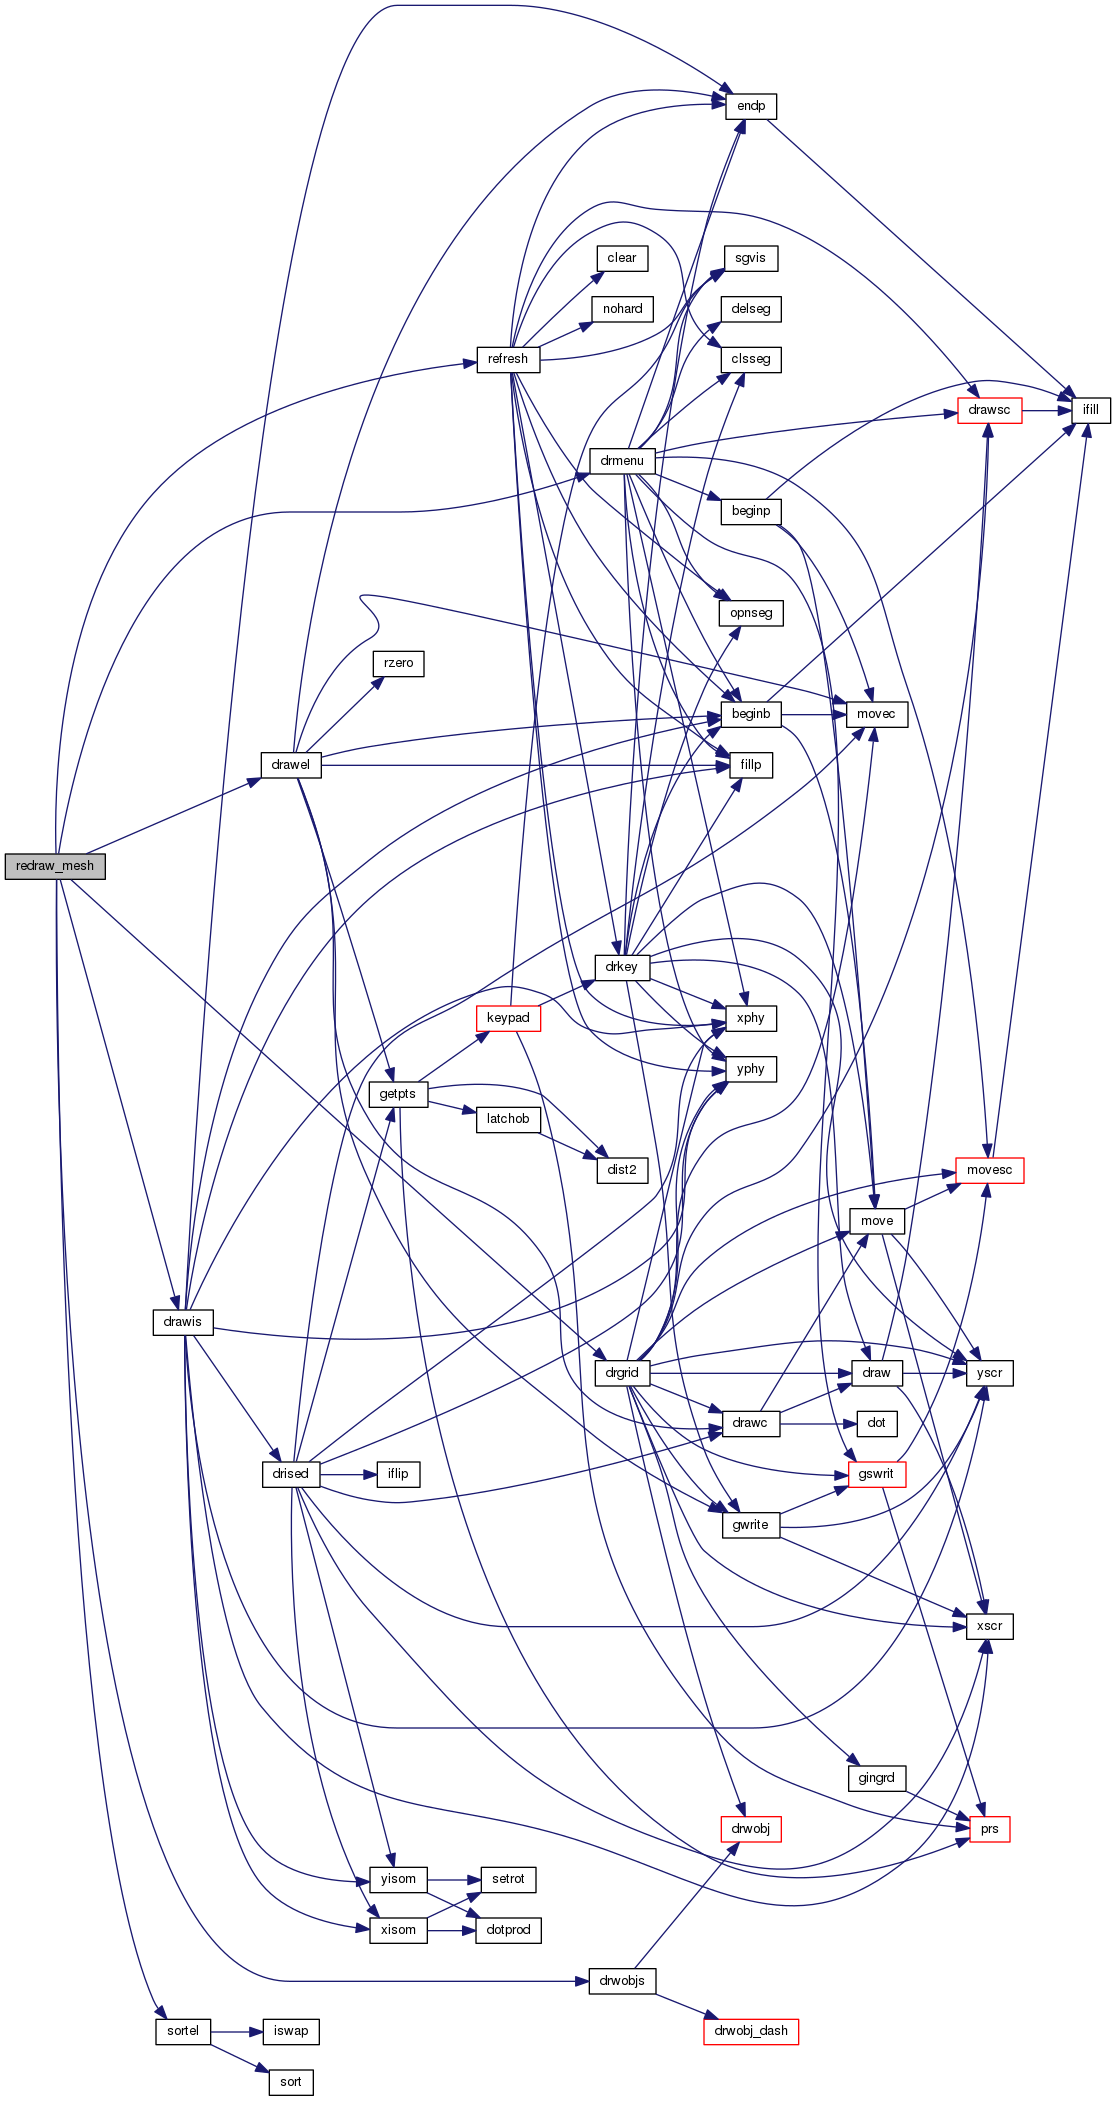 endp
clear
sgvis
nohard
delseg
refresh
clsseg
drawsc
ifill
drmenu
beginp
opnseg
rzero
beginb
movec
drawel
fillp
redraw_mesh
drkey
keypad
xphy
yphy
getpts
latchob
dist2
movesc
move
drawis
drgrid
draw
yscr
drawc
dot
drised
iflip
gswrit
gwrite
xscr
gingrd
drwobj
prs
yisom
setrot
xisom
dotprod
drwobjs
sortel
iswap
drwobj_dash
sort